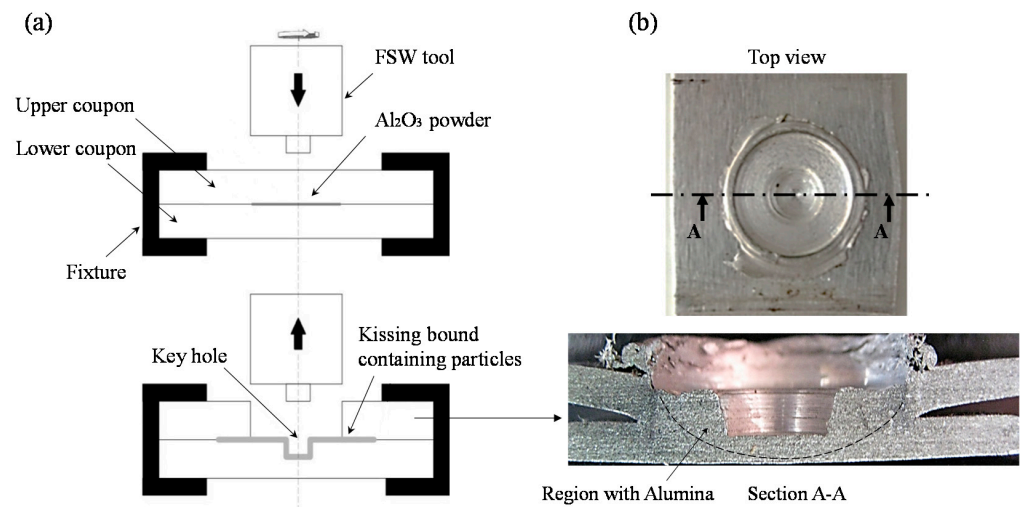 (a)
FSW tool
Upper coupon
Al₂O₃ powder
Lower coupon
Fixture
Key hole
Kissing bound
containing particles
(b)
Top view
A
A
Region with Alumina
Section A-A